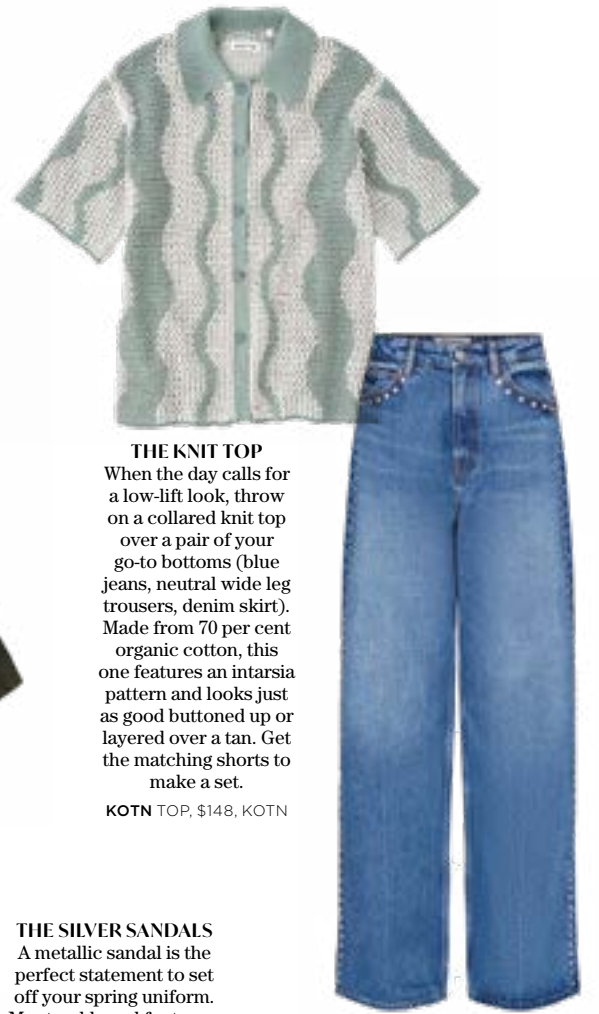 THE KNIT TOP
When the day calls for
a low-lift look, throw
on a collared knit top
over a pair of your
go-to bottoms (blue
jeans, neutral wide leg
trousers, denim skirt).
Made from 70 per cent
organic cotton, this
one features an intarsia
pattern and looks just
as good buttoned up or
layered over a tan. Get
the matching shorts to
make a set.
KOTN TOP, $148, KOTN
THE SILVER SANDALS
A metallic sandal is the
perfect statement to set
off your spring uniform.